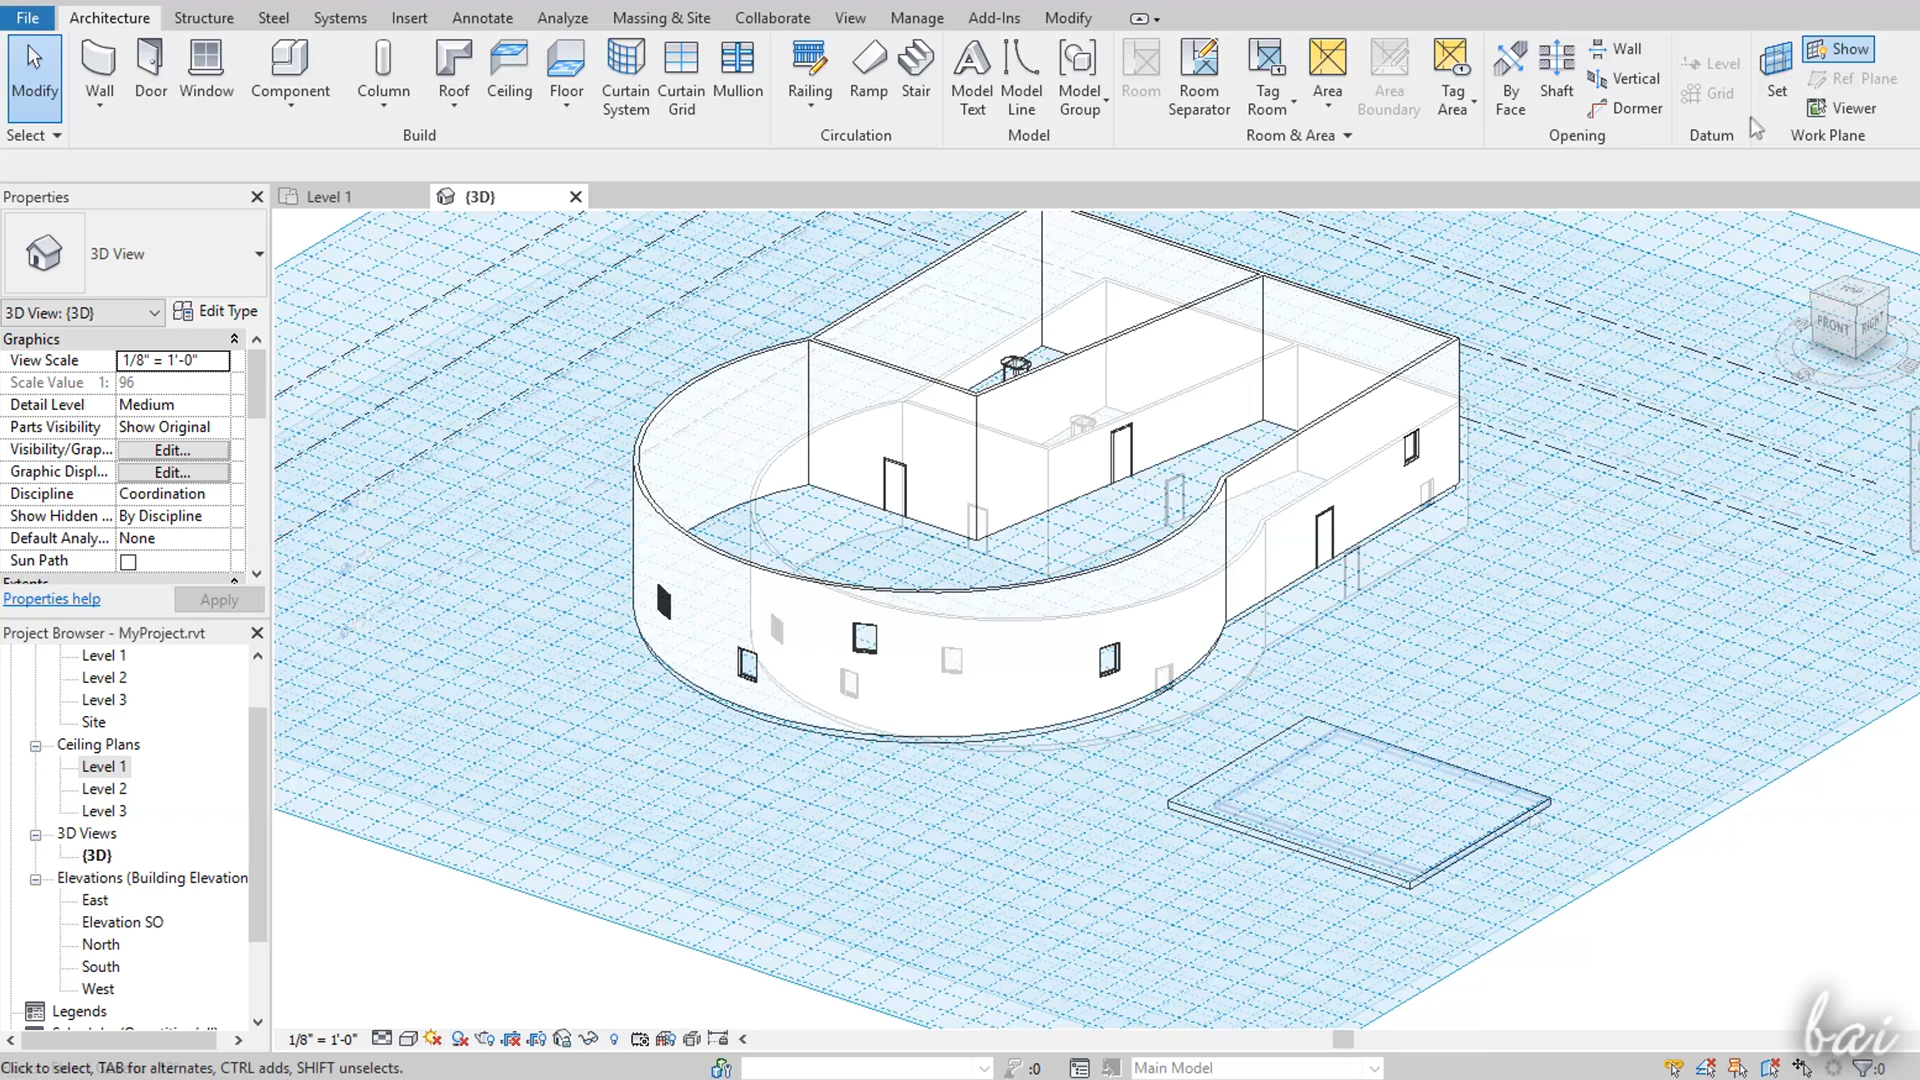 File Architecture Structure Steel Systems Insert Annotate Analyze Massing & Site Collaborate View Manage Add-Ins Modify
Modify Wall Door Window Component Column Roof Ceiling Floor Curtain System Curtain Grid Mullion Railing Ramp Stair Model Text Model Line Model Group Room Room Separator Tag Room Area Area Boundary Tag Area By Face Shaft Wall Vertical Dormer Level Grid Set Show Ref Plane Viewer
Select Build Circulation Model Room & Area Opening Datum Work Plane
Properties
Level 1 {3D}
3D View
3D View: {3D} Edit Type
Graphics
View Scale 1/8" = 1'-0"
Scale Value 1: 96
Detail Level Medium
Parts Visibility Show Original
Visibility/Grap... Edit...
Graphic Displ... Edit...
Discipline Coordination
Show Hidden ... By Discipline
Default Analy... None
Sun Path
Extents
Properties help Apply
TOP
FRONT RIGHT
Project Browser - MyProject.rvt
Level 1
Level 2
Level 3
Site
Ceiling Plans
Level 1
Level 2
Level 3
3D Views
{3D}
Elevations (Building Elevation
East
Elevation SO
North
South
West
Legends
1/8" = 1'-0"
Click to select, TAB for alternates, CTRL adds, SHIFT unselects.
:0
Main Model
:0
bai